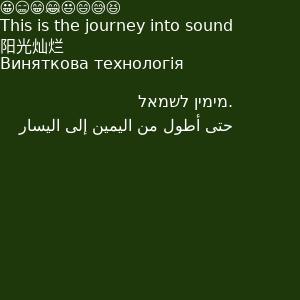 😀😑😁😂😃😄😅😆
This is the journey into sound
阳光灿烂
Виняткова технологія
מימין לשמאל.
حتى أطول من اليمين إلى اليسار